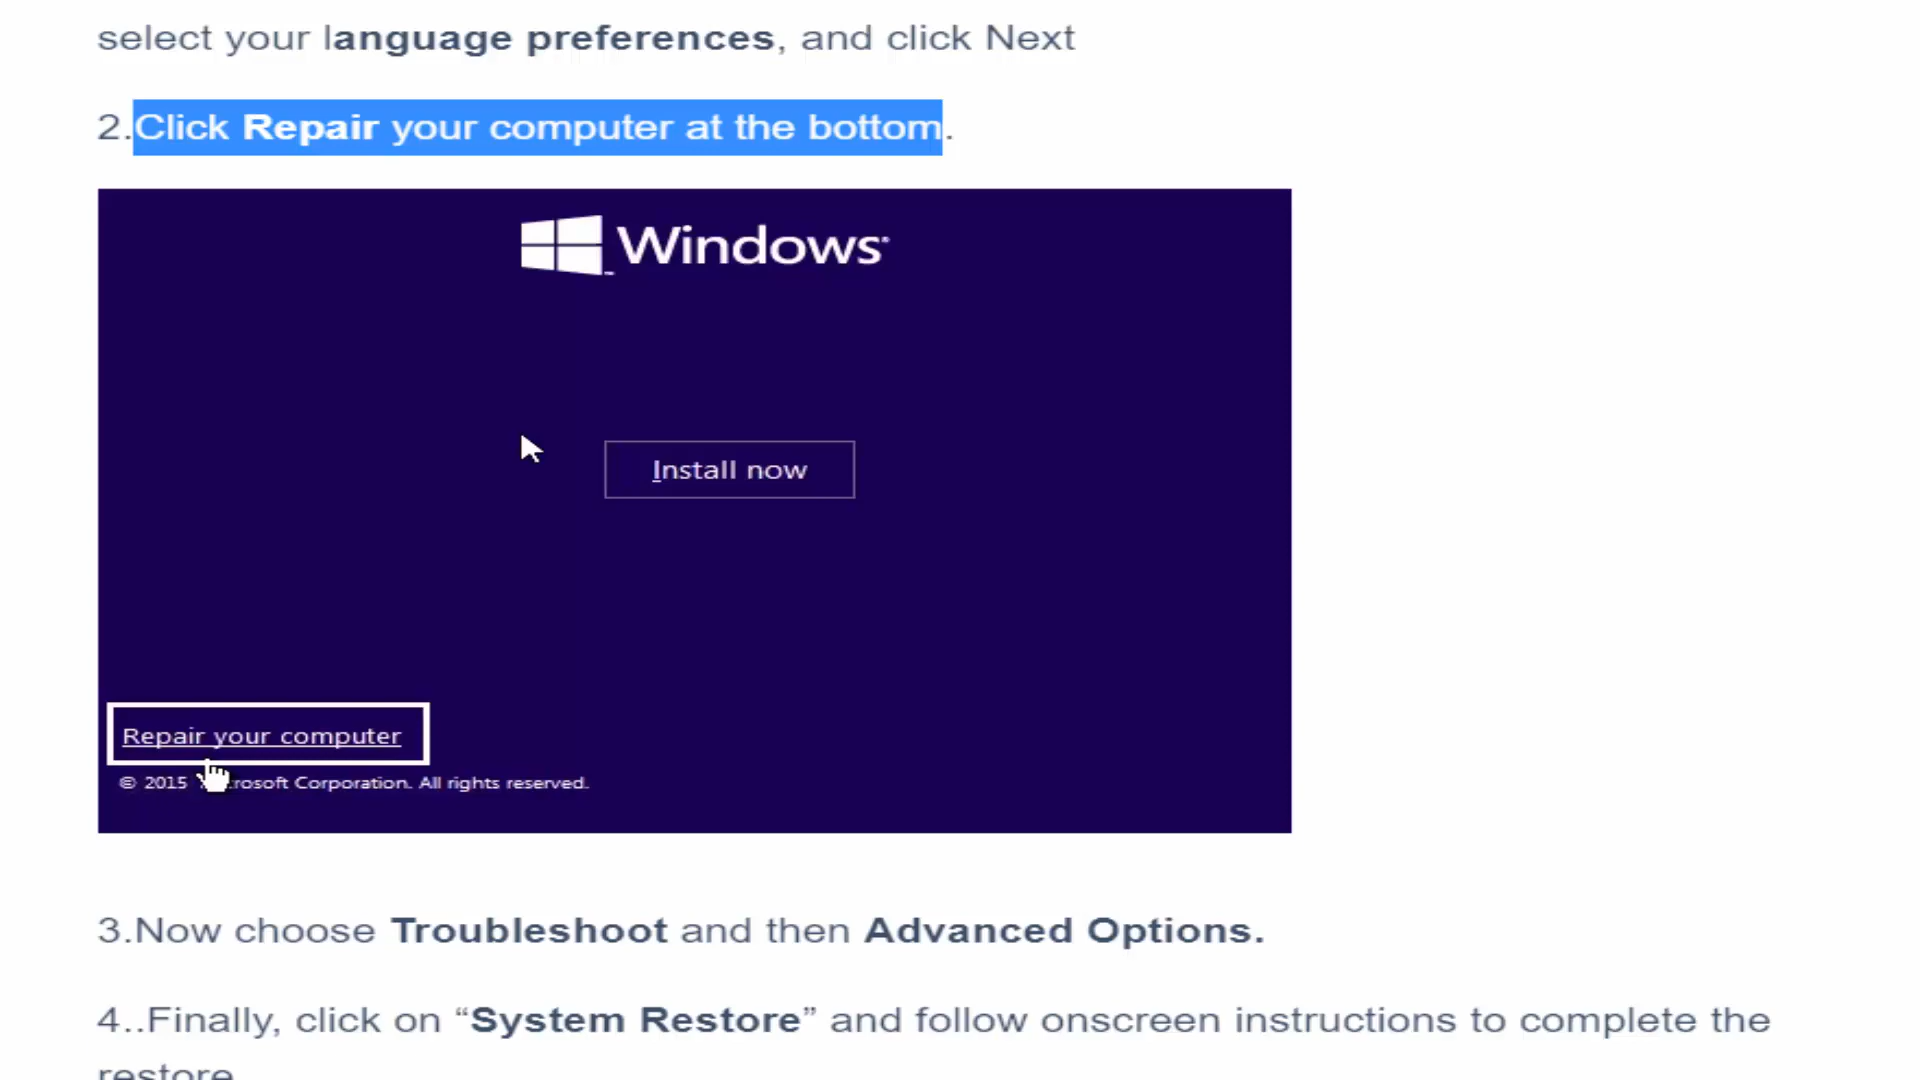 select your language preferences, and click Next
2.Click Repair your computer at the bottom.
Windows
Install now
Repair your computer
© 2015 rosoft Corporation. All rights reserved.
3.Now choose Troubleshoot and then Advanced Options.
4..Finally, click on “System Restore” and follow onscreen instructions to complete the
restore.